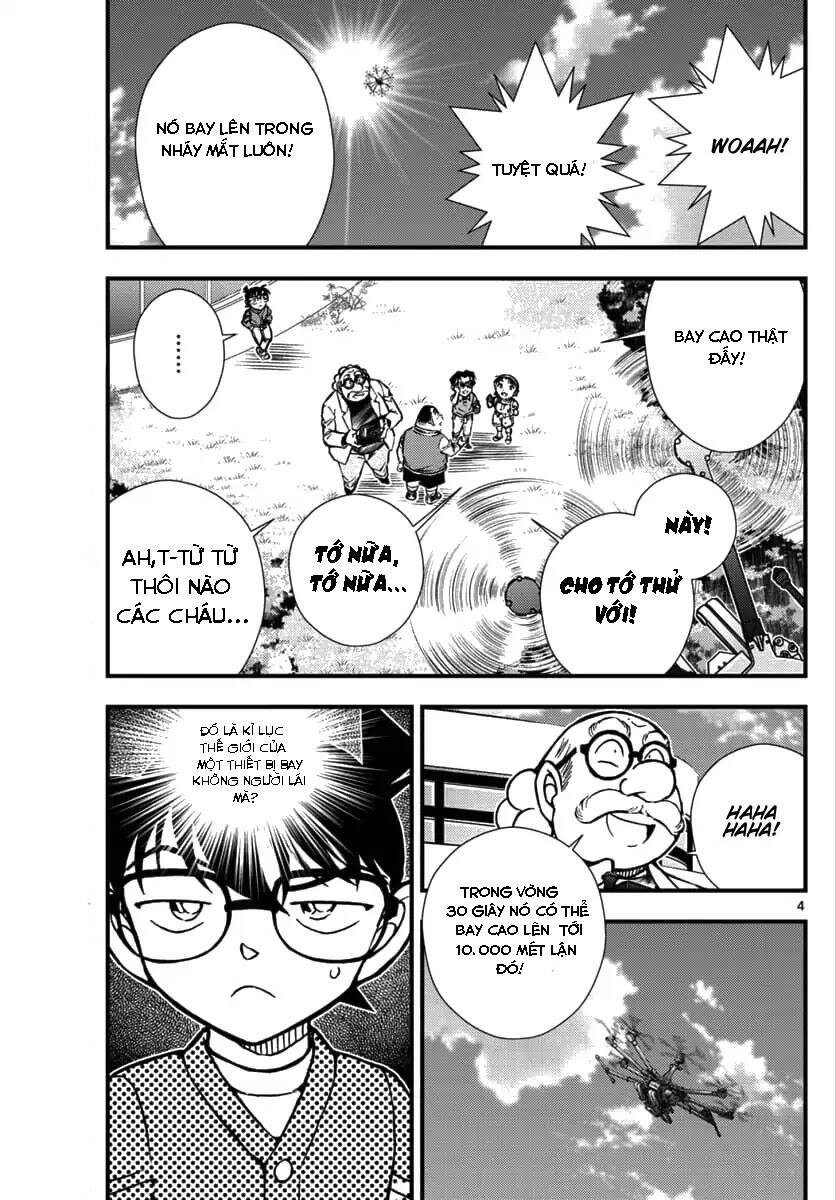 WOAAH!
TUYỆT QUÁ!
NÓ BAY LÊN TRONG
NHÁY MẮT LUÔN!
BAY CAO THẬT
ĐẤY!
NÀY!
CHO TỚ THỬ
VỚI!
TỚ NỮA,
TỚ NỮA...
......
AH,T-TỪ TỪ
THÔI NÀO
CÁC CHÁU...
HAHA
HAHA!
TRONG VÒNG
30 GIÂY NÓ CÓ THỂ
BAY CAO LÊN TỚI
10.000 MÉT LẬN
ĐÓ!
ĐÓ LÀ KỈ LỤC
THẾ GIỚI CỦA
MỘT THIẾT BỊ BAY
KHÔNG NGƯỜI LÁI
MÀ?
4